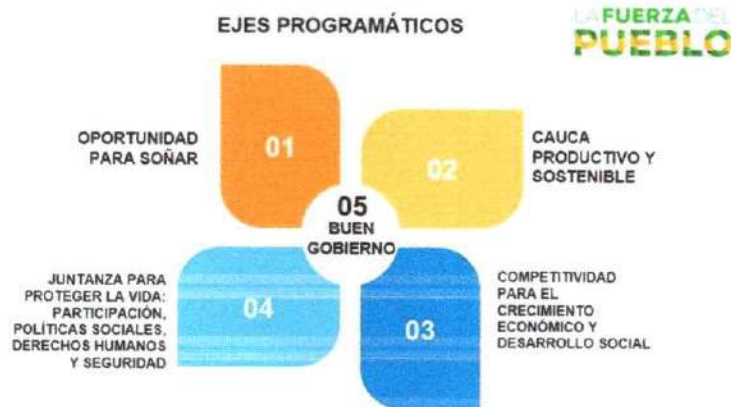 EJES PROGRAMÁTICOS
LA FUERZA DEL
PUEBLO
OPORTUNIDAD
PARA SOÑAR
01
02
CAUCA
PRODUCTIVO Y
SOSTENIBLE
05
BUEN
GOBIERNO
JUNTANZA PARA
PROTEGER LA VIDA:
PARTICIPACIÓN,
POLÍTICAS SOCIALES,
DERECHOS HUMANOS
Y SEGURIDAD
04
03
COMPETITIVIDAD
PARA EL
CRECIMIENTO
ECONÓMICO Y
DESARROLLO SOCIAL